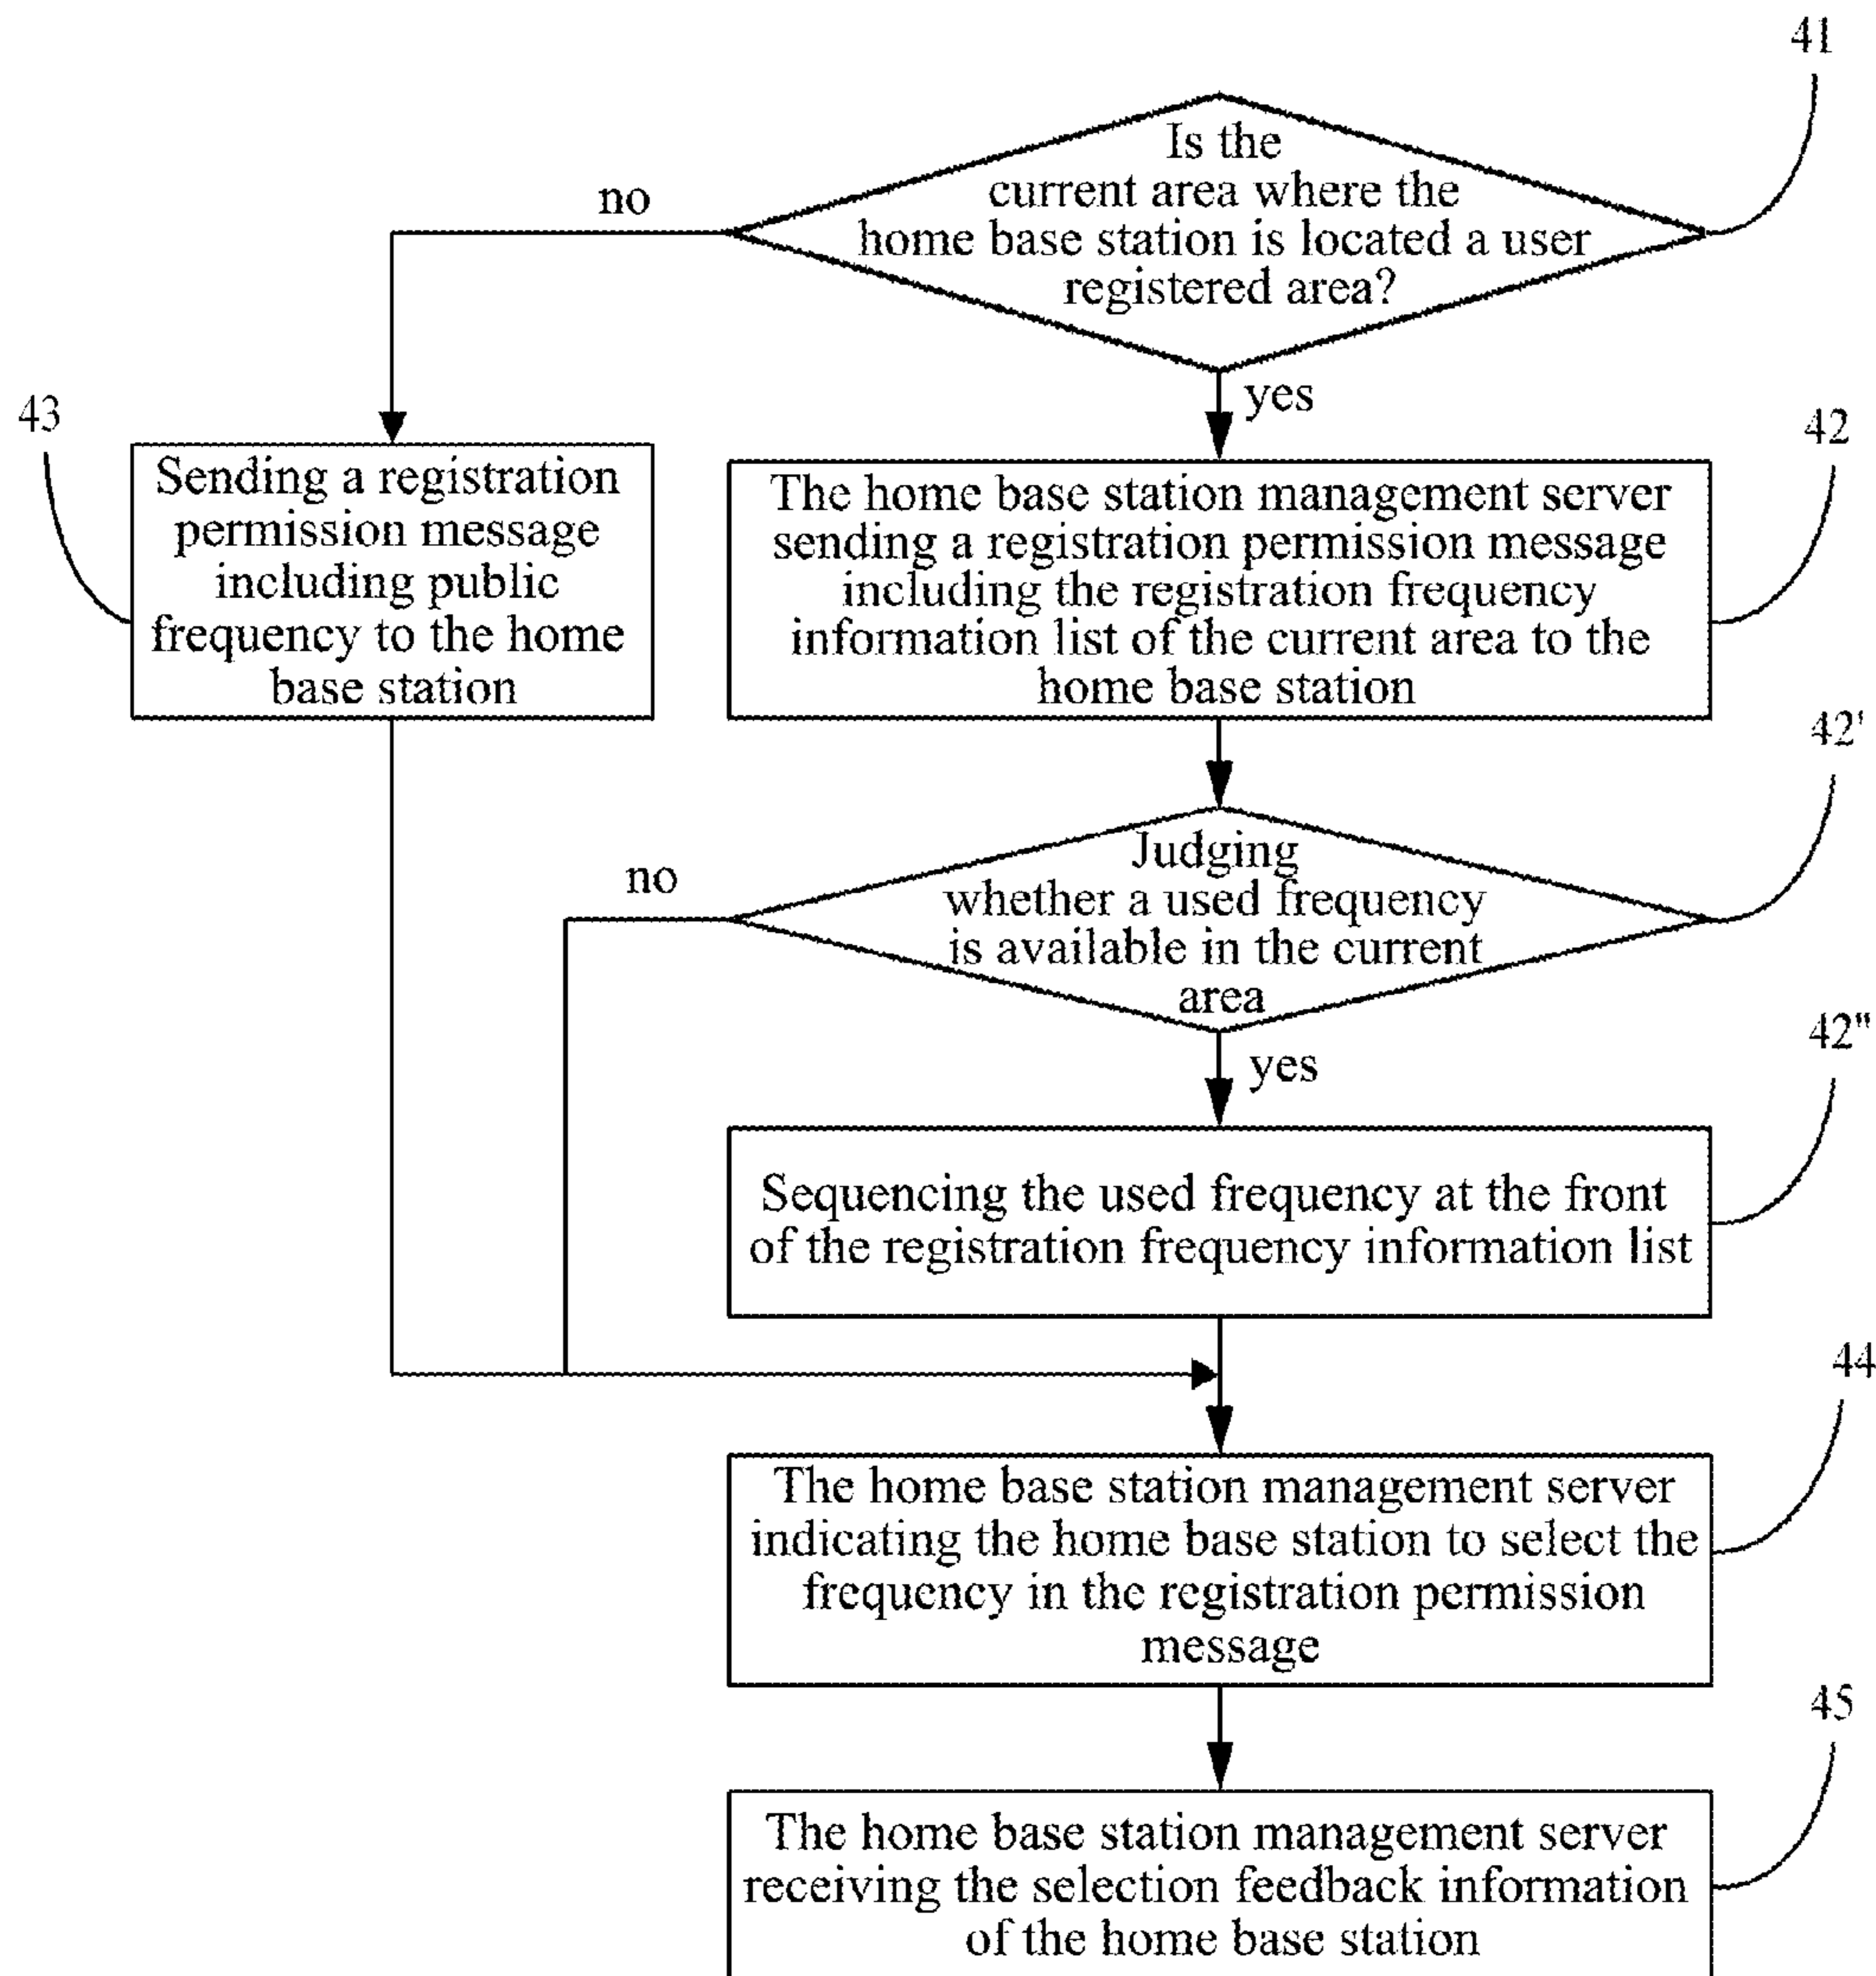 41
Is the
current area where the
home base station is located a user
registered area?
no
yes
43
Sending a registration
permission message
including public
frequency to the home
base station
42
The home base station management server
sending a registration permission message
including the registration frequency
information list of the current area to the
home base station
42'
Judging
whether a used frequency
is available in the current
area
no
yes
42"
Sequencing the used frequency at the front
of the registration frequency information list
44
The home base station management server
indicating the home base station to select the
frequency in the registration permission
message
45
The home base station management server
receiving the selection feedback information
of the home base station